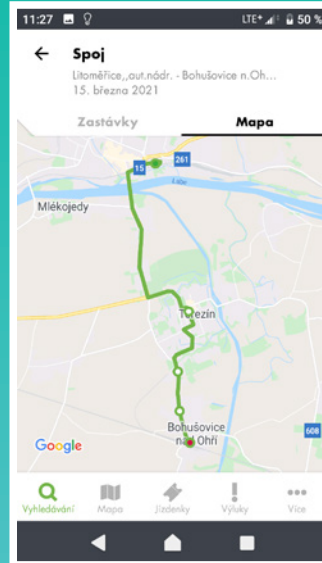 11:27 LTE+ 50 %
Spoj
Litoměřice,,aut.nádr. - Bohušovice n.Oh...
15. března 2021
Zastávky Mapa
261
15
Labe
Mlékojedy
Terezín
Bohušovice
nad Ohří
608
Google
Vyhledávání Mapa Jízdenky Výluky Více